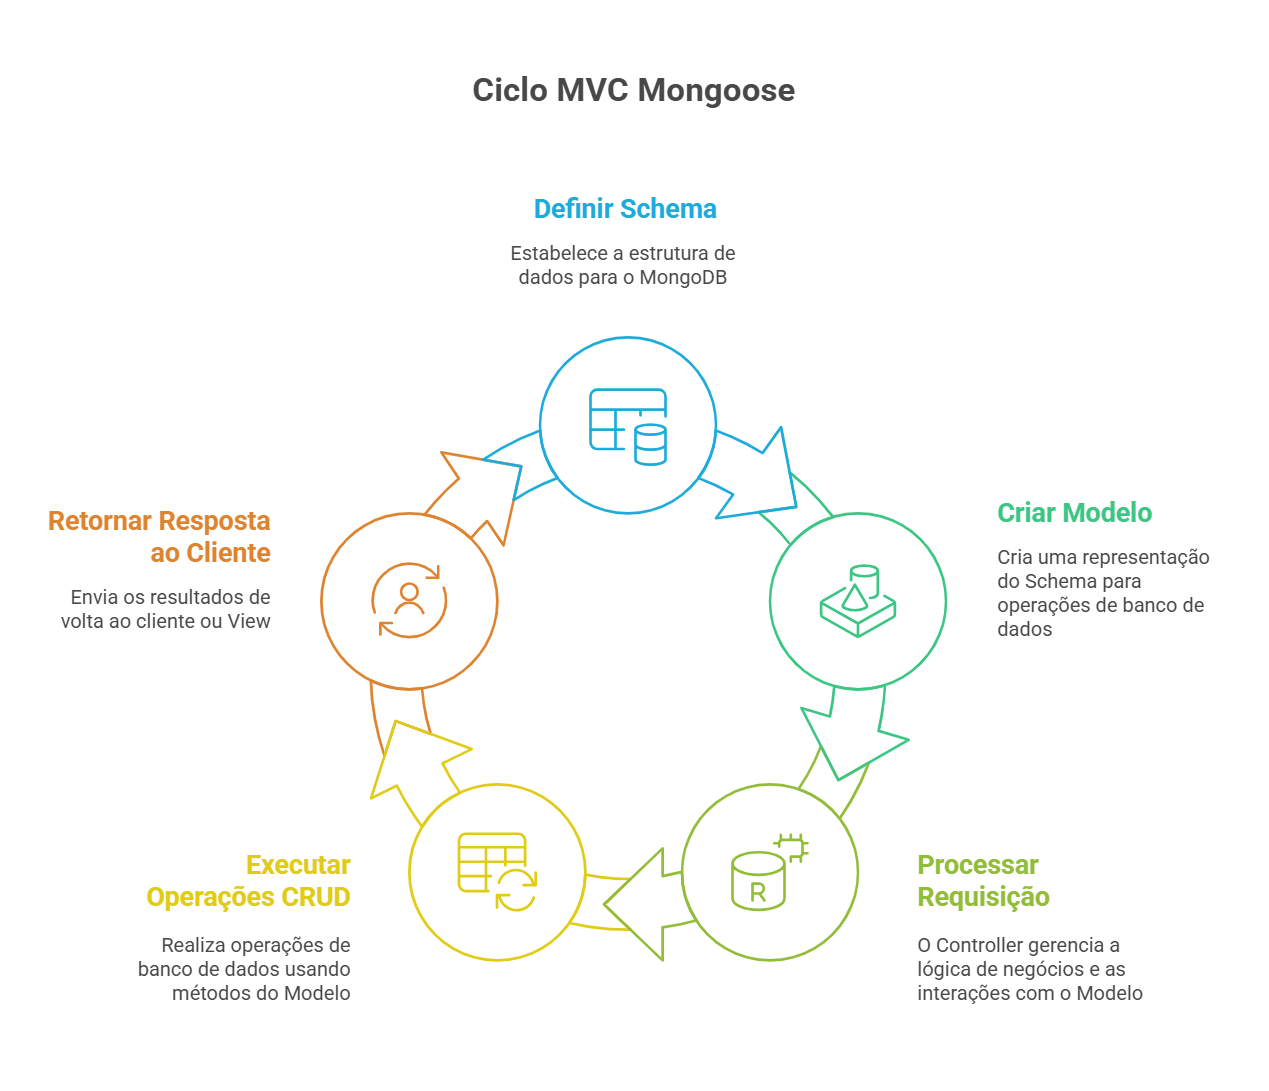 Ciclo MVC Mongoose
Definir Schema
Estabelece a estrutura de
dados para o MongoDB
Criar Modelo
Cria uma representação
do Schema para
operações de banco de
dados
Processar
Requisição
O Controller gerencia a
lógica de negócios e as
interações com o Modelo
R
Executar
Operações CRUD
Realiza operações de
banco de dados usando
métodos do Modelo
Retornar Resposta
ao Cliente
Envia os resultados de
volta ao cliente ou View